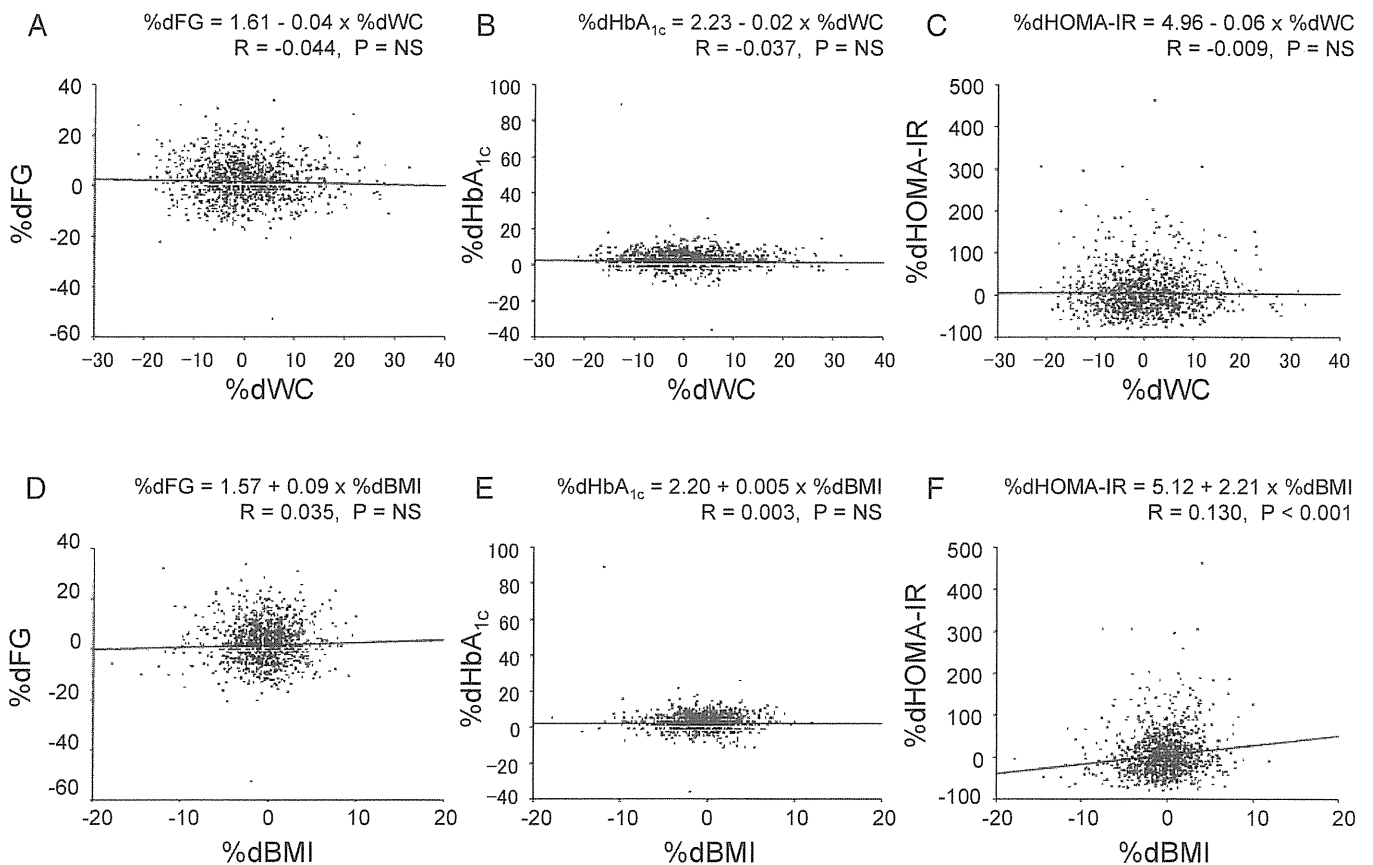 A
%dFG = 1.61 - 0.04 x %dWC
R = -0.044, P = NS
40
20
0
-20
-40
-60
%dFG
-30 -20 -10 0 10 20 30 40
%dWC
B
%dHbA1c = 2.23 - 0.02 x %dWC
R = -0.037, P = NS
100
80
60
40
20
0
-20
-40
%dHbA1c
-30 -20 -10 0 10 20 30 40
%dWC
C
%dHOMA-IR = 4.96 - 0.06 x %dWC
R = -0.009, P = NS
500
400
300
200
100
0
-100
%dHOMA-IR
-30 -20 -10 0 10 20 30 40
%dWC
D
%dFG = 1.57 + 0.09 x %dBMI
R = 0.035, P = NS
40
20
0
-20
-40
-60
%dFG
-20 -10 0 10 20
%dBMI
E
%dHbA1c = 2.20 + 0.005 x %dBMI
R = 0.003, P = NS
100
80
60
40
20
0
-20
-40
%dHbA1c
-20 -10 0 10 20
%dBMI
F
%dHOMA-IR = 5.12 + 2.21 x %dBMI
R = 0.130, P < 0.001
500
400
300
200
100
0
-100
%dHOMA-IR
-20 -10 0 10 20
%dBMI